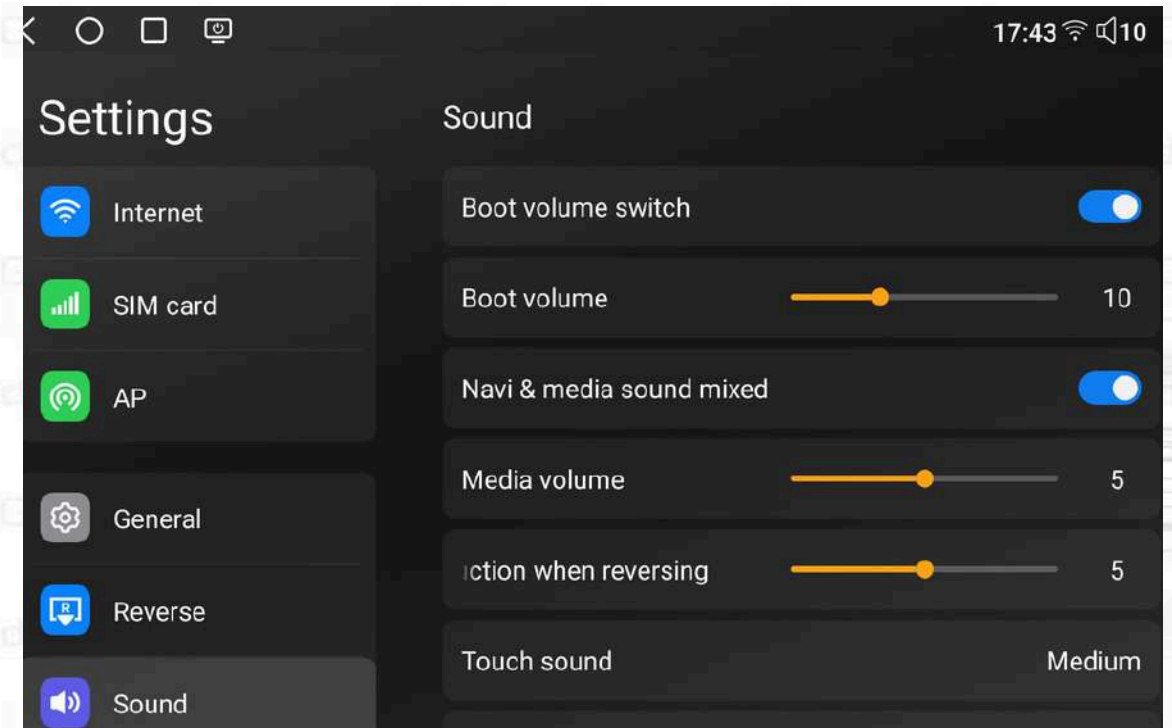 17:43 10
Settings
Internet
SIM card
AP
General
Reverse
Sound
Sound
Boot volume switch
Boot volume 10
Navi & media sound mixed
Media volume 5
ction when reversing 5
Touch sound Medium